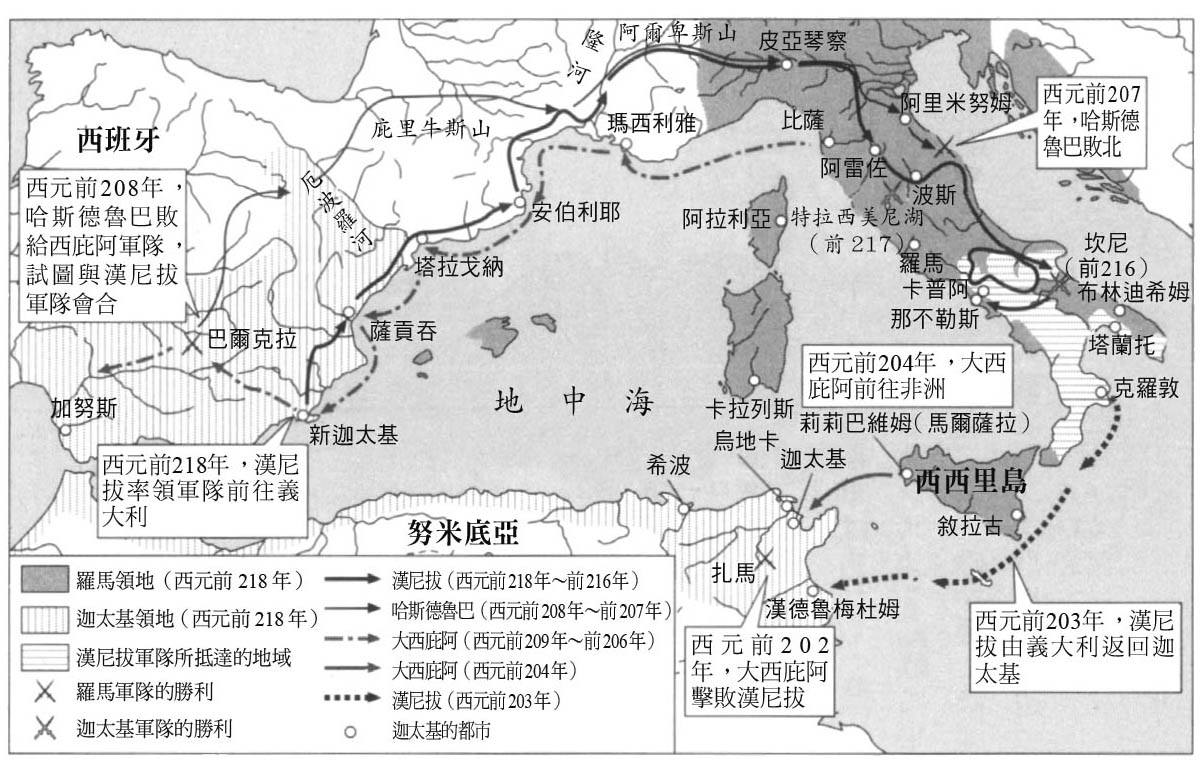 隆河
阿爾卑斯山
皮亞琴察
阿里米努姆
西元前207
年，哈斯德
魯巴敗北
西班牙
庇里牛斯山
瑪西利雅
比薩
阿雷佐
波斯
西元前208年，
哈斯德魯巴敗
給西庇阿軍隊，
試圖與漢尼拔
軍隊會合
厄波羅河
安伯利耶
塔拉戈納
阿拉利亞
特拉西美尼湖
（前217）
羅馬
卡普阿
那不勒斯
坎尼
（前216）
布林迪希姆
塔蘭托
巴爾克拉
薩貢吞
地中海
西元前204年，大西
庇阿前往非洲
克羅敦
加努斯
新迦太基
卡拉列斯
莉莉巴維姆（馬爾薩拉）
烏地卡
迦太基
希波
西元前218年，漢尼
拔率領軍隊前往義
大利
西西里島
敘拉古
努米底亞
扎馬
漢德魯梅杜姆
西元前202
年，大西庇阿
擊敗漢尼拔
西元前203年，漢尼
拔由義大利返回迦
太基
羅馬領地（西元前218年）
迦太基領地（西元前218年）
漢尼拔軍隊所抵達的地域
羅馬軍隊的勝利
迦太基軍隊的勝利
漢尼拔（西元前218年～前216年）
哈斯德魯巴（西元前208年～前207年）
大西庇阿（西元前209年～前206年）
大西庇阿（西元前204年）
漢尼拔（西元前203年）
迦太基的都市